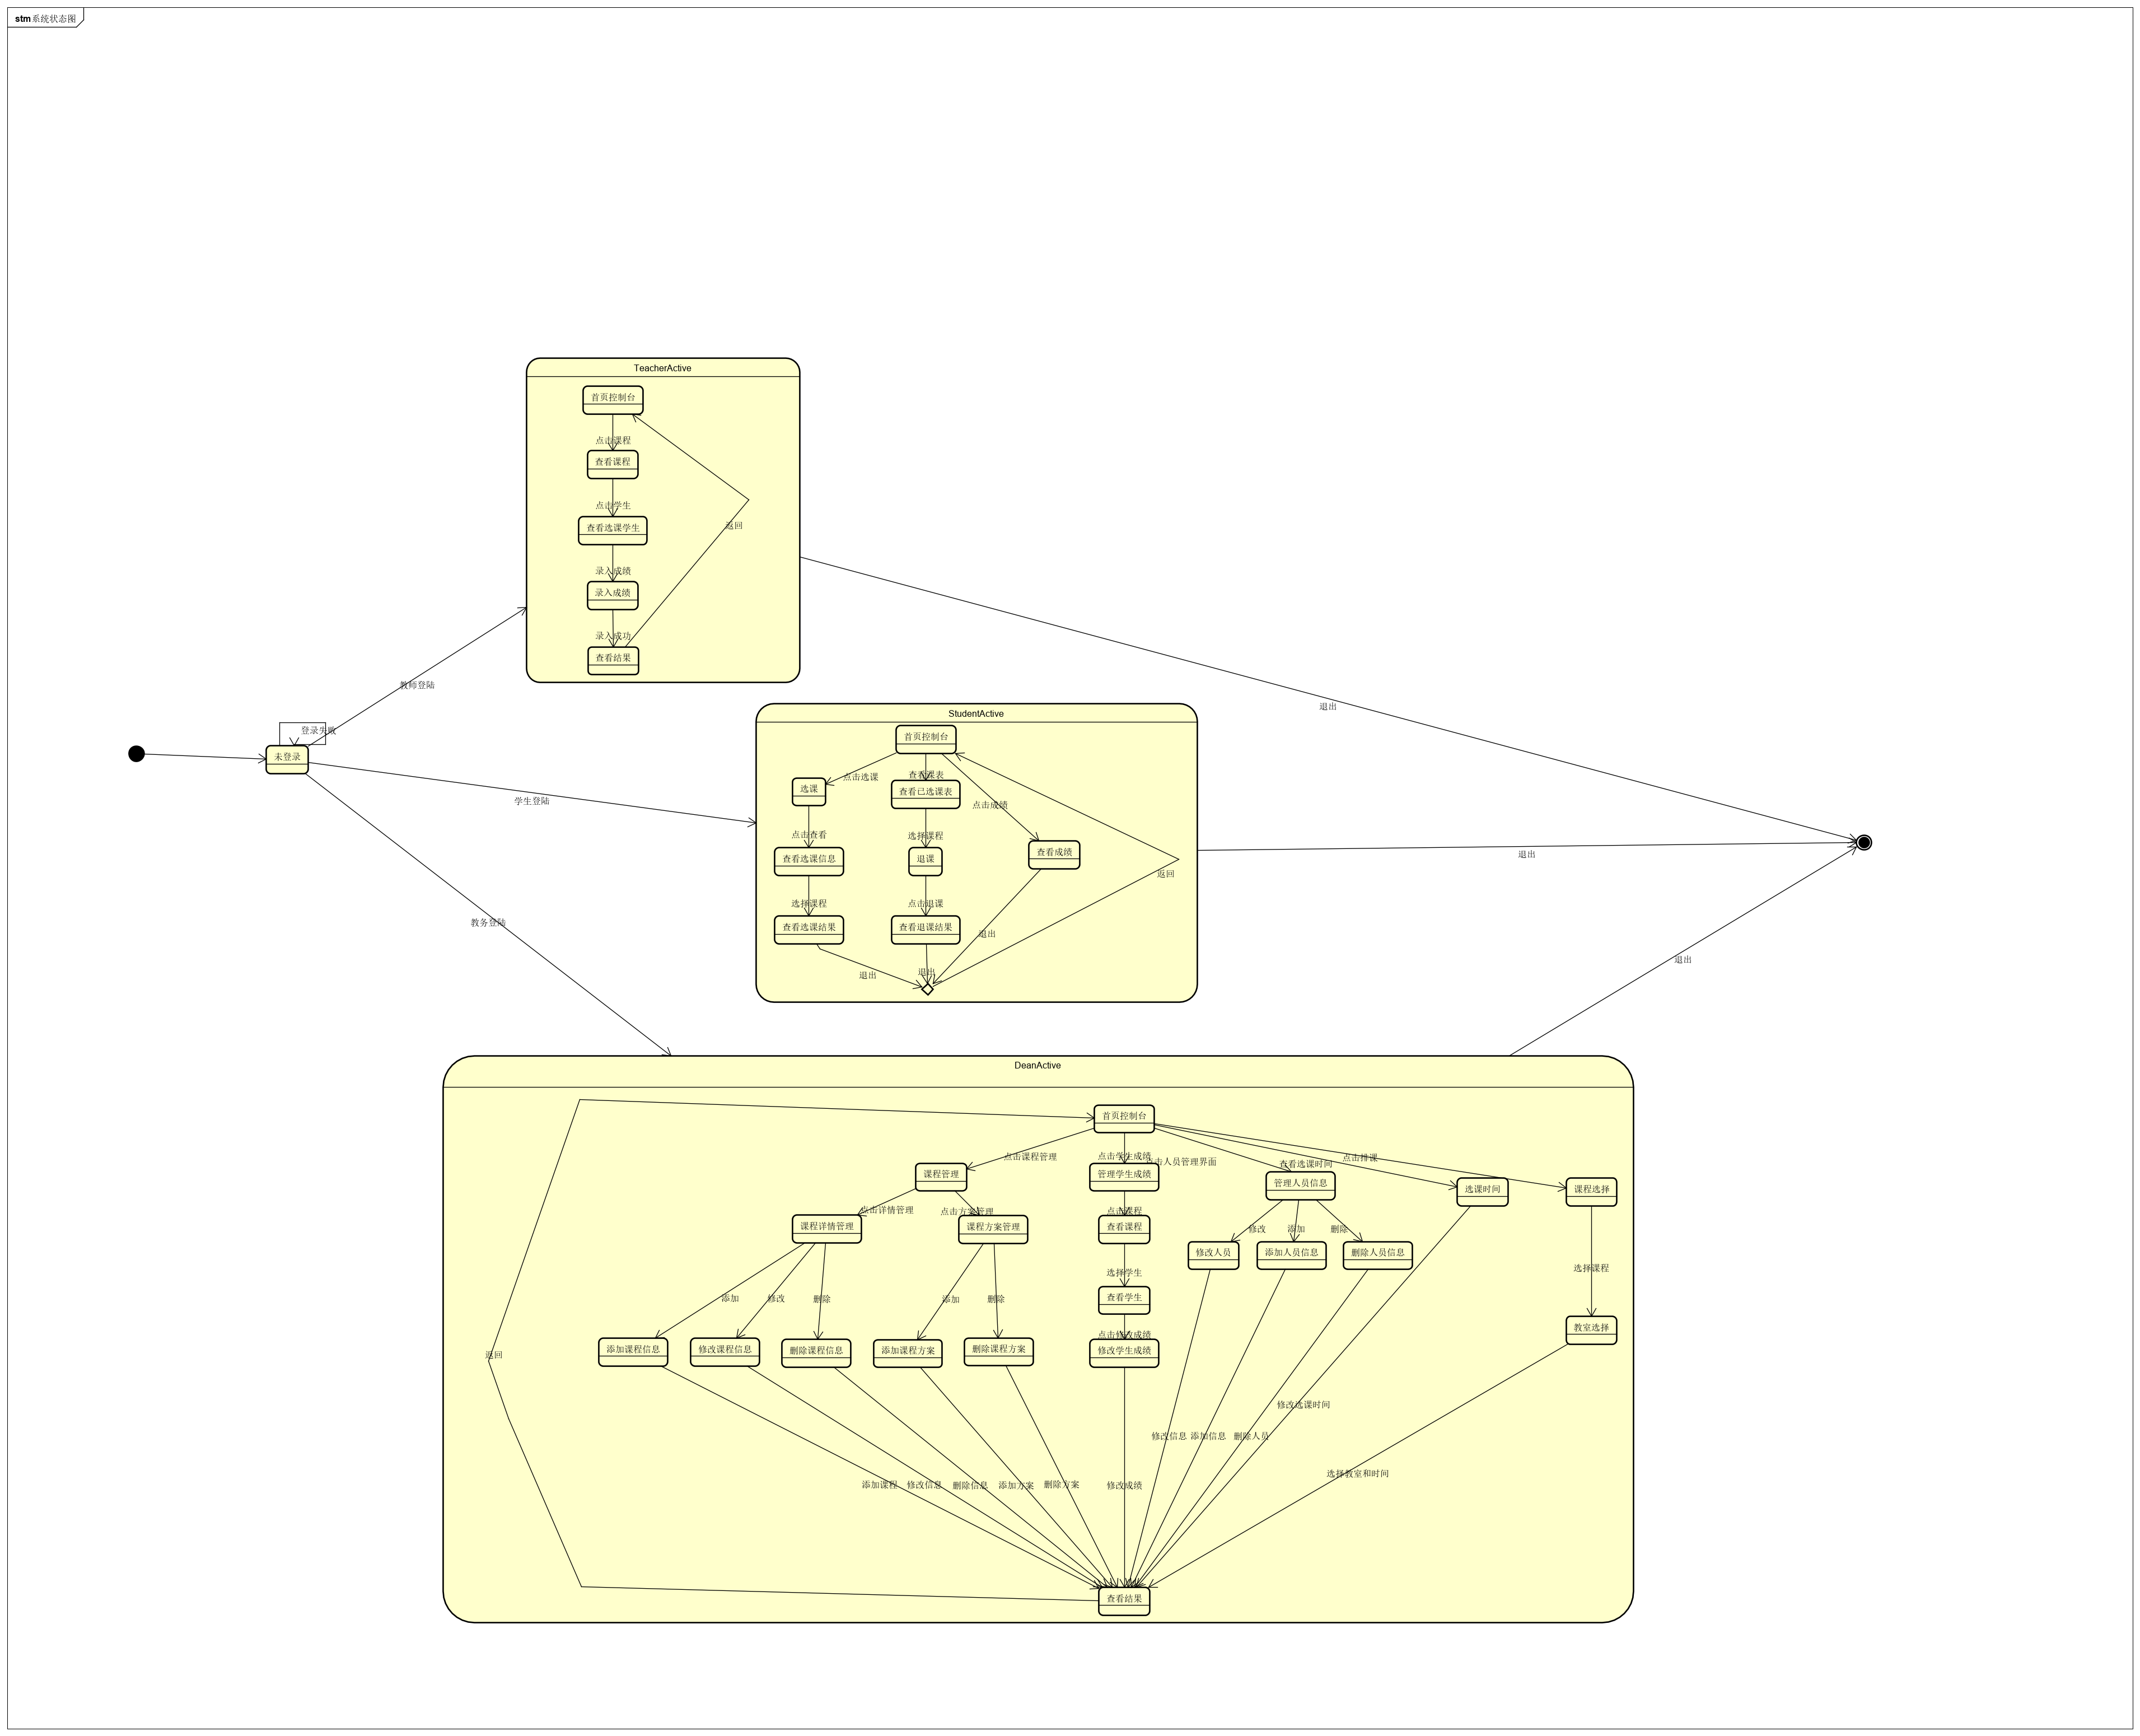 stm 系统状态图
TeacherActive
首页控制台
点击课程
查看课程
点击学生
查看选课学生
返回
录入成绩
录入成绩
录入成功
查看结果
教师登陆
退出
登录失败
未登录
学生登陆
教务登陆
StudentActive
首页控制台
点击选课
查看课表
选课
查看已选课表
点击成绩
点击查看
选择课程
查看选课信息
退课
查看成绩
返回
选择课程
点击退课
查看选课结果
查看退课结果
退出
退出
退出
退出
退出
DeanActive
首页控制台
点击课程管理
点击学生成绩
点击人员管理界面
查看选课时间
点击排课
课程管理
管理学生成绩
管理人员信息
选课时间
课程选择
点击详情管理
点击方案管理
点击课程
课程详情管理
课程方案管理
查看课程
修改
添加
删除
修改人员
添加人员信息
删除人员信息
选择学生
选择课程
添加
修改
删除
添加
删除
查看学生
教室选择
点击修改成绩
返回
添加课程信息
修改课程信息
删除课程信息
添加课程方案
删除课程方案
修改学生成绩
修改选课时间
修改信息
添加信息
删除人员
选择教室和时间
添加课程
修改信息
删除信息
添加方案
删除方案
修改成绩
查看结果